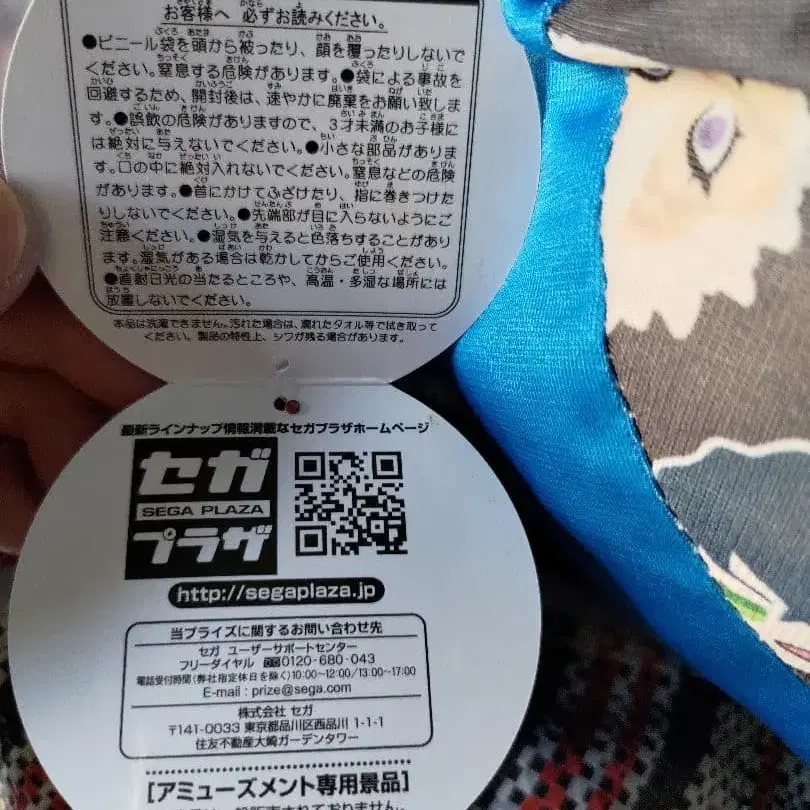 お客様へ 必ずお読みください。
●ビニール袋を頭から被ったり、顔を覆ったりしないで
ください。窒息する危険があります。●袋による事故を
回避するため、開封後は、速やかに廃棄をお願い致しま
す。●誤飲の危険がありますので、3才未満のお子様に
は絶対に与えないでください。●小さな部品がありま
す。口の中に絶対入れないでください。窒息などの危険
があります。●首にかけてふざけたり、指に巻きつけた
りしないでください。●先端部が目に入らないようにご
注意ください。●湿気を与えると色落ちすることがあり
ます。湿気がある場合は乾かしてからご使用ください。
●直射日光の当たるところや、高温・多湿な場所には
放置しないでください。
本品は洗濯できません。汚れた場合は、濡れたタオル等で拭き取って
ください。製品の特性上、シワが残る場合があります。
最新ラインナップ情報満載なセガプラザホームページ
セガ
SEGA PLAZA
プラザ
http://segaplaza.jp
当プライズに関するお問い合わせ先
セガ ユーザーサポートセンター
フリーダイヤル 0120-680-043
電話受付時間(弊社指定休日を除く)10:00~12:00/13:00~17:00
E-mail : prize@sega.com
株式会社 セガ
〒141-0033 東京都品川区西品川 1-1-1
住友不動産大崎ガーデンタワー
[アミューズメント専用景品]